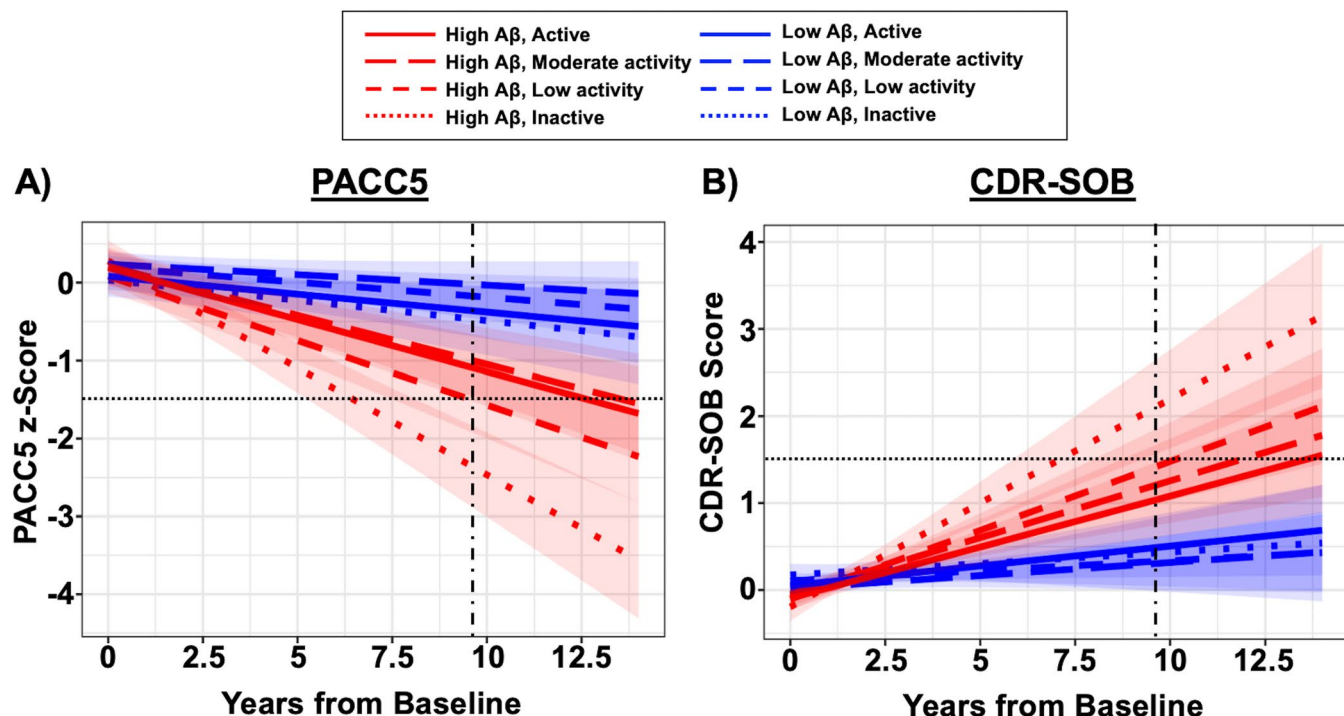 High Aβ, Active
High Aβ, Moderate activity
High Aβ, Low activity
High Aβ, Inactive
Low Aβ, Active
Low Aβ, Moderate activity
Low Aβ, Low activity
Low Aβ, Inactive
A)
PACC5
PACC5 z-Score
0
-1
-2
-3
-4
0
2.5
5
7.5
10
12.5
Years from Baseline
B)
CDR-SOB
CDR-SOB Score
4
3
2
1
0
0
2.5
5
7.5
10
12.5
Years from Baseline